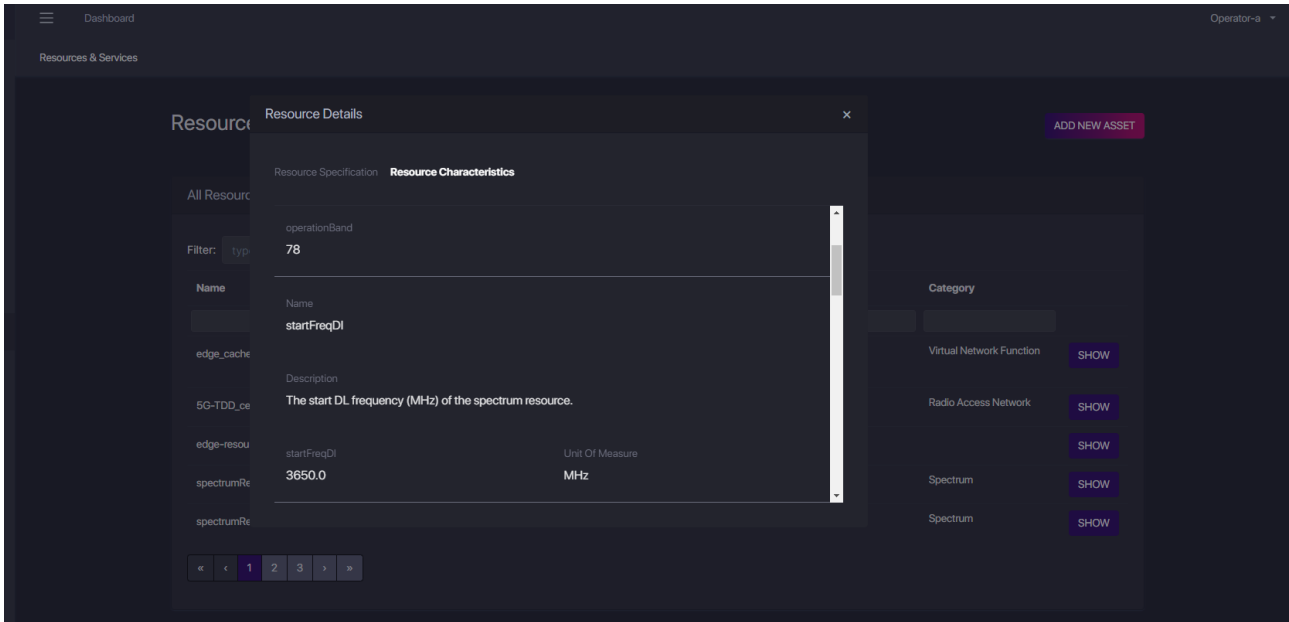 Dashboard
Operator-a
Resources & Services
Resource Details
×
Resource
ADD NEW ASSET
Resource Specification Resource Characteristics
All Resourc
operationBand
78
Filter: typ
Name
Category
Name
startFreqDl
edge_cache
Virtual Network Function
SHOW
Description
The start DL frequency (MHz) of the spectrum resource.
5G-TDD_ce
Radio Access Network
SHOW
edge-resou
SHOW
startFreqDl
Unit Of Measure
3650.0
MHz
spectrumRe
Spectrum
SHOW
spectrumRe
Spectrum
SHOW
« ‹ 1 2 3 › »